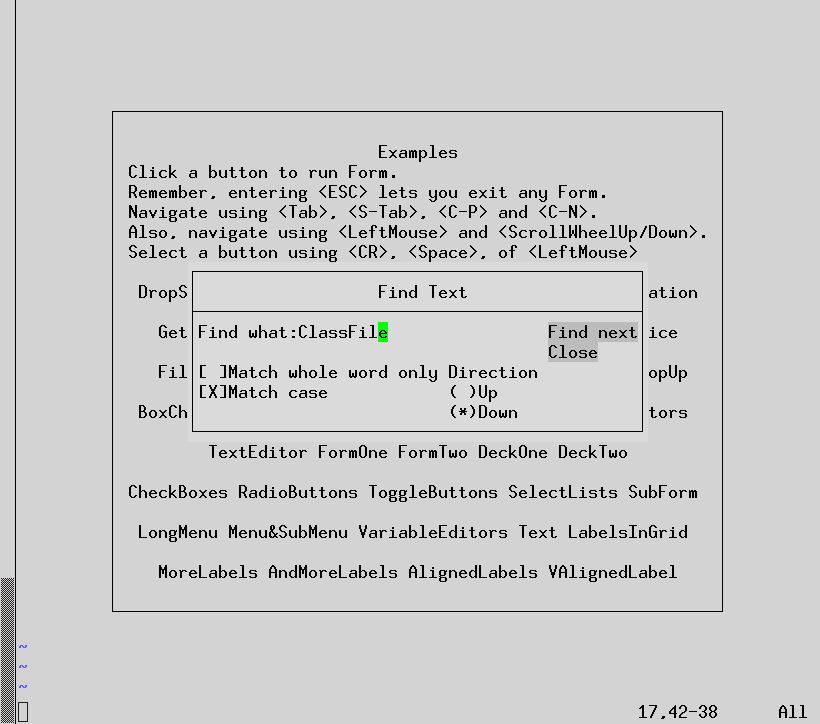 Examples
Click a button to run Form.
Remember, entering <ESC> lets you exit any Form.
Navigate using <Tab>, <S-Tab>, <C-P> and <C-N>.
Also, navigate using <LeftMouse> and <ScrollWheelUp/Down>.
Select a button using <CR>, <Space>, of <LeftMouse>
DropS Find Text ation
Get Find what:ClassFile Find next ice
Close
Fil [ ]Match whole word only Direction opUp
[X]Match case ( )Up
BoxCh (*)Down tors
TextEditor FormOne FormTwo DeckOne DeckTwo
CheckBoxes RadioButtons ToggleButtons SelectLists SubForm
LongMenu Menu&SubMenu VariableEditors Text LabelsInGrid
MoreLabels AndMoreLabels AlignedLabels VAlignedLabel
~
~
~
17,42-38 All